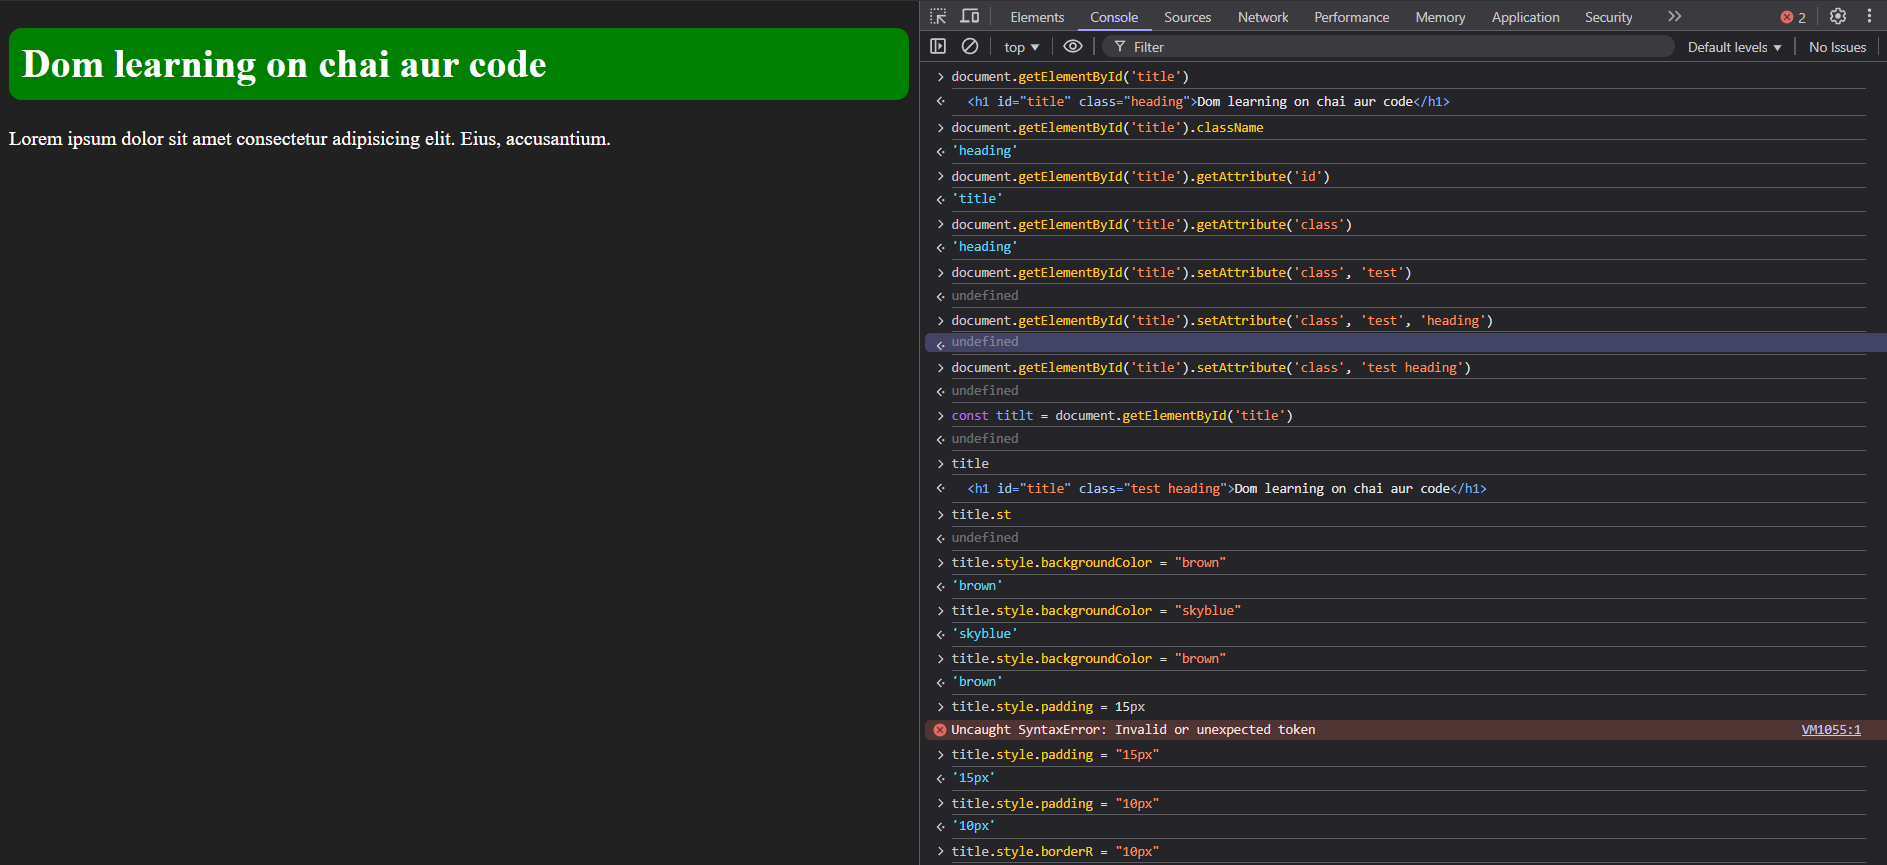 Dom learning on chai aur code
Lorem ipsum dolor sit amet consectetur adipisicing elit. Eius, accusantium.
Elements Console Sources Network Performance Memory Application Security 2
top Filter Default levels No Issues
document.getElementById('title')
<h1 id="title" class="heading">Dom learning on chai aur code</h1>
document.getElementById('title').className
'heading'
document.getElementById('title').getAttribute('id')
'title'
document.getElementById('title').getAttribute('class')
'heading'
document.getElementById('title').setAttribute('class', 'test')
undefined
document.getElementById('title').setAttribute('class', 'test', 'heading')
undefined
document.getElementById('title').setAttribute('class', 'test heading')
undefined
const titlt = document.getElementById('title')
undefined
title
<h1 id="title" class="test heading">Dom learning on chai aur code</h1>
title.st
undefined
title.style.backgroundColor = "brown"
'brown'
title.style.backgroundColor = "skyblue"
'skyblue'
title.style.backgroundColor = "brown"
'brown'
title.style.padding = 15px
Uncaught SyntaxError: Invalid or unexpected token VM1055:1
title.style.padding = "15px"
'15px'
title.style.padding = "10px"
'10px'
title.style.borderR = "10px"